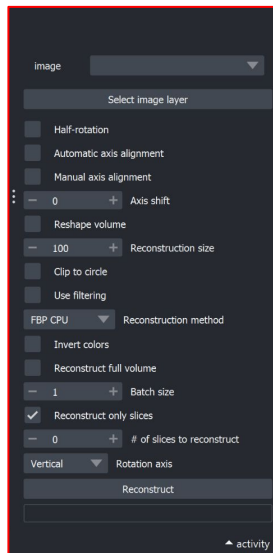 image
Select image layer
Half-rotation
Automatic axis alignment
Manual axis alignment
− 0 + Axis shift
Reshape volume
− 100 + Reconstruction size
Clip to circle
Use filtering
FBP CPU Reconstruction method
Invert colors
Reconstruct full volume
− 1 + Batch size
Reconstruct only slices
− 0 + # of slices to reconstruct
Vertical Rotation axis
Reconstruct
activity